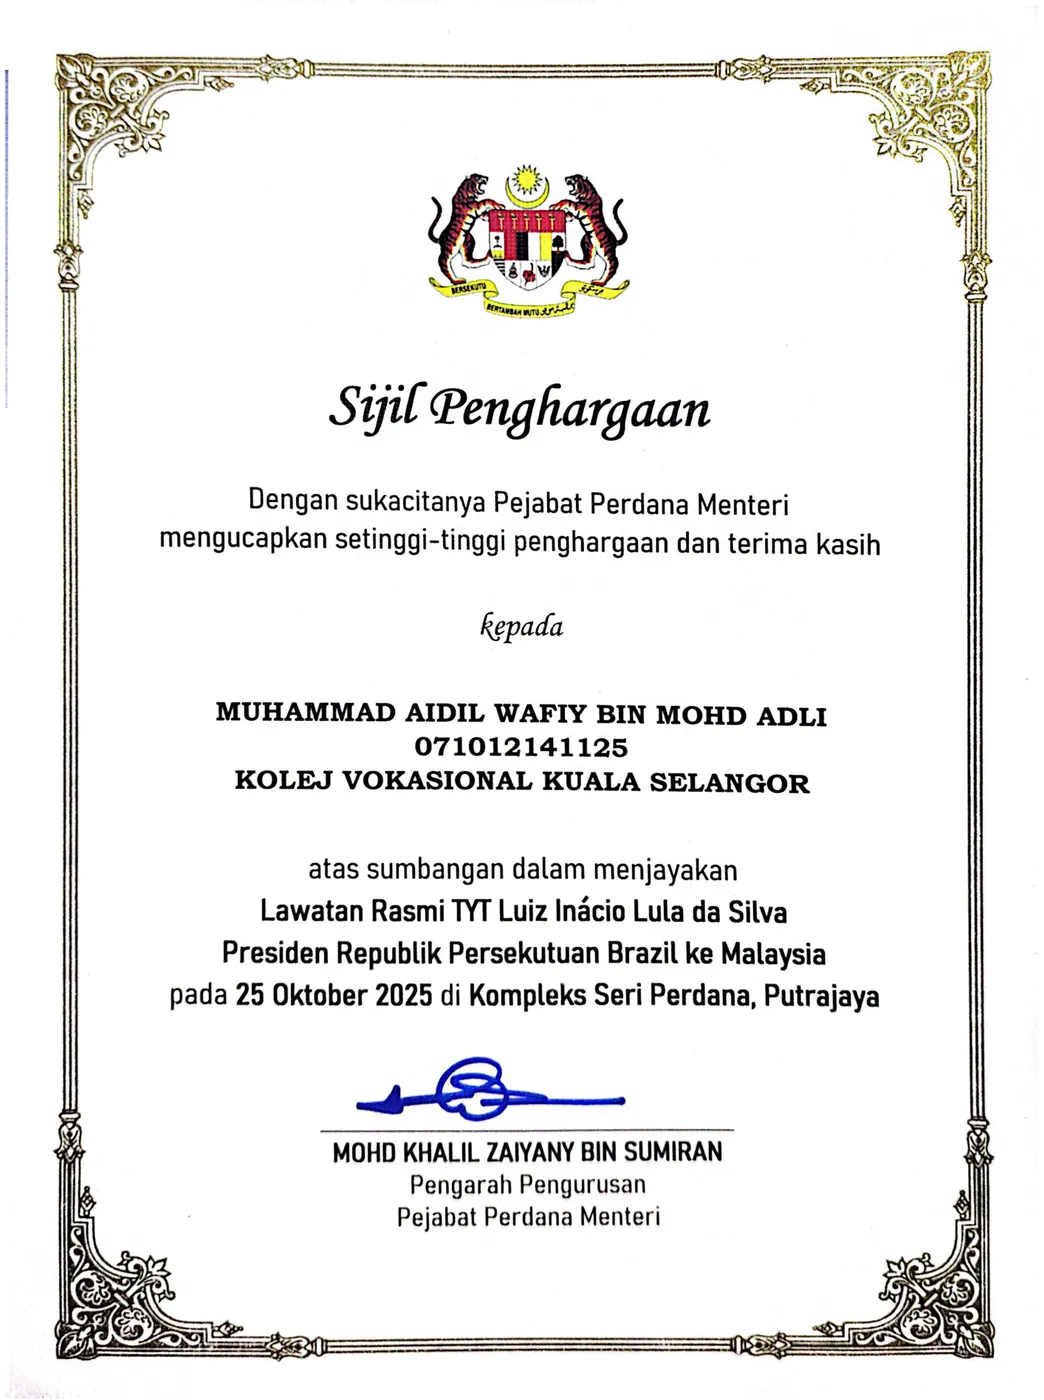 BERSEKUTU
BERTAMBAH MUTU
Sijil Penghargaan
Dengan sukacitanya Pejabat Perdana Menteri
mengucapkan setinggi-tinggi penghargaan dan terima kasih
kepada
MUHAMMAD AIDIL WAFIY BIN MOHD ADLI
071012141125
KOLEJ VOKASIONAL KUALA SELANGOR
atas sumbangan dalam menjayakan
Lawatan Rasmi TYT Luiz Inácio Lula da Silva
Presiden Republik Persekutuan Brazil ke Malaysia
pada 25 Oktober 2025 di Kompleks Seri Perdana, Putrajaya
MOHD KHALIL ZAIYANY BIN SUMIRAN
Pengarah Pengurusan
Pejabat Perdana Menteri